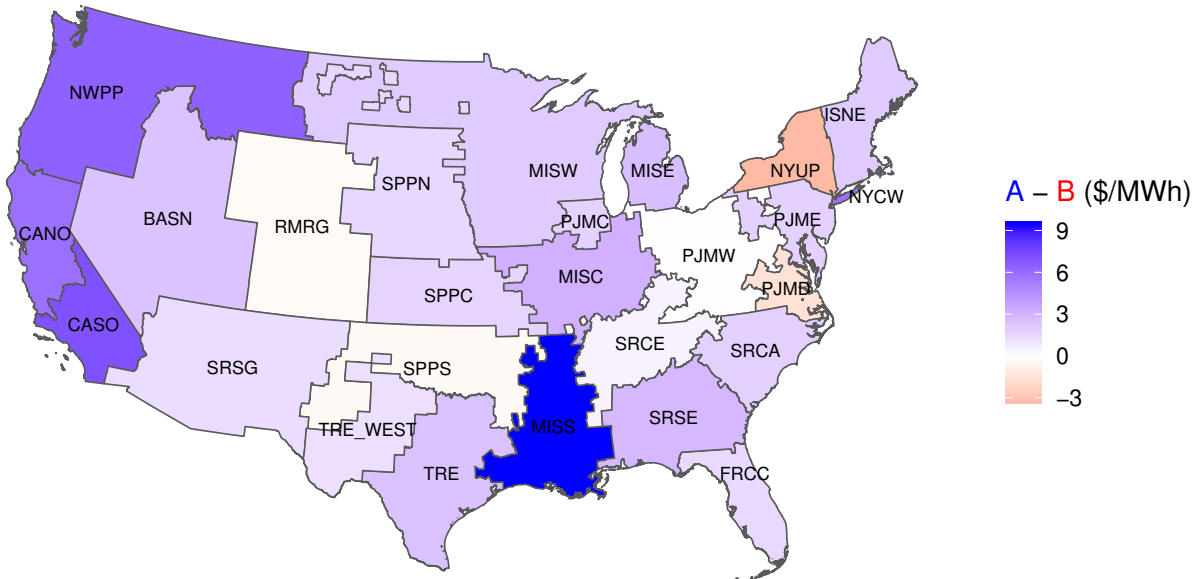 NWPP
ISNE
MISW
MISE
NYUP
SPPN
NYCW
BASN
PJMC
PJME
RMRG
CANO
PJMW
MISC
PJMD
SPPC
CASO
SRCE
SRCA
SRSG
SPPS
SRSE
TRE_WEST
MISS
TRE
FRCC
A − B ($/MWh)
9
6
3
0
−3